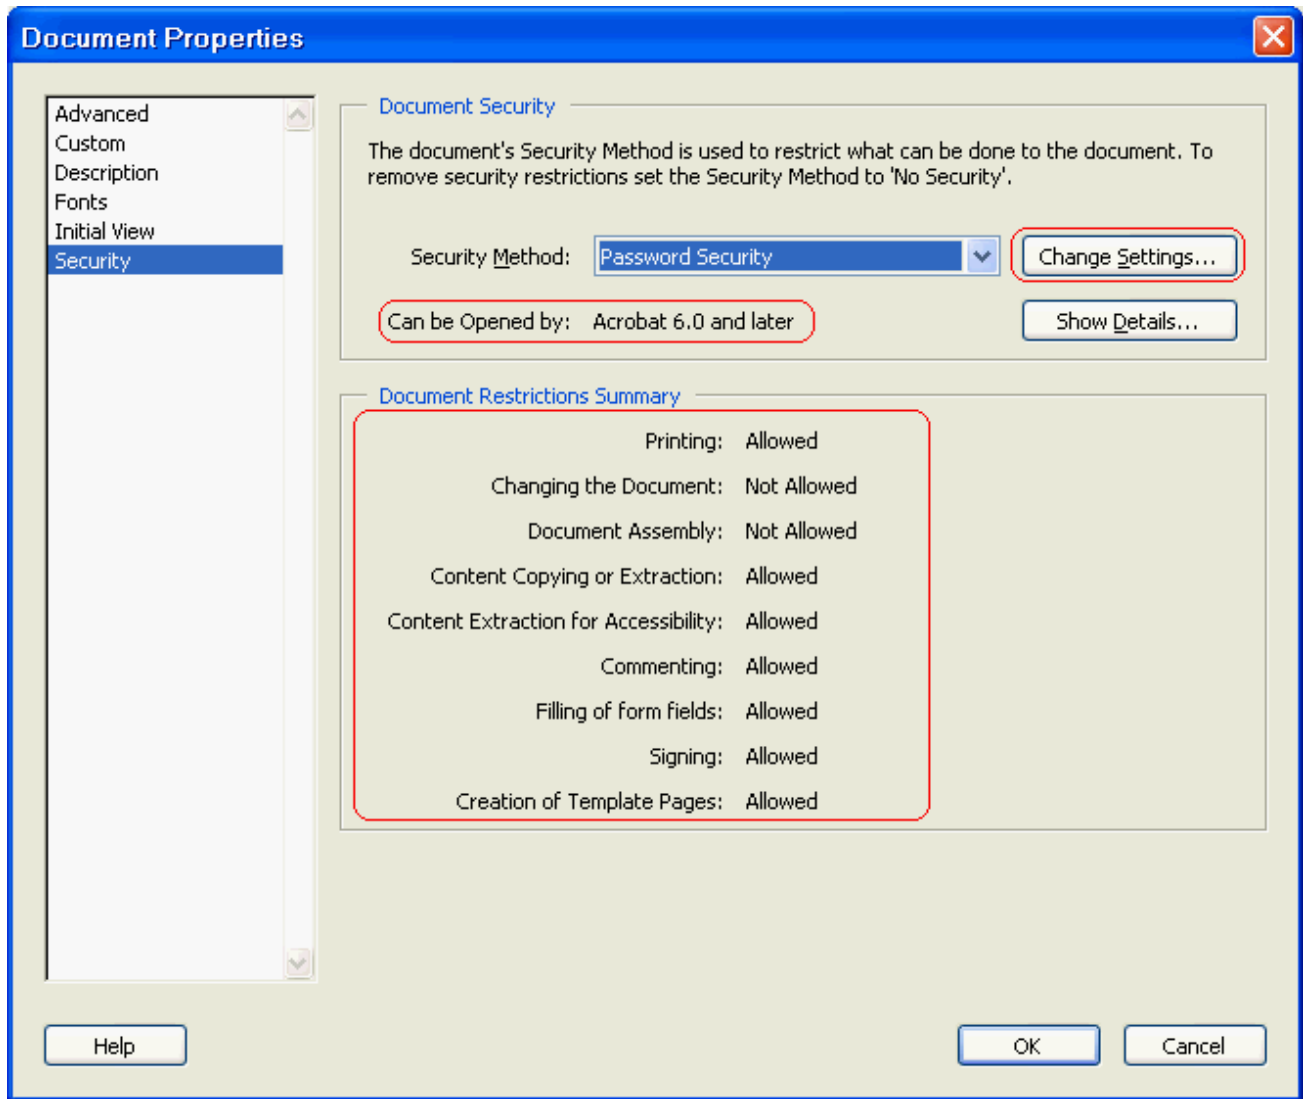 Document Properties
Advanced
Custom
Description
Fonts
Initial View
Security
Document Security
The document's Security Method is used to restrict what can be done to the document. To
remove security restrictions set the Security Method to 'No Security'.
Security Method: Password Security Change Settings...
Can be Opened by: Acrobat 6.0 and later Show Details...
Document Restrictions Summary
Printing: Allowed
Changing the Document: Not Allowed
Document Assembly: Not Allowed
Content Copying or Extraction: Allowed
Content Extraction for Accessibility: Allowed
Commenting: Allowed
Filling of form fields: Allowed
Signing: Allowed
Creation of Template Pages: Allowed
Help OK Cancel